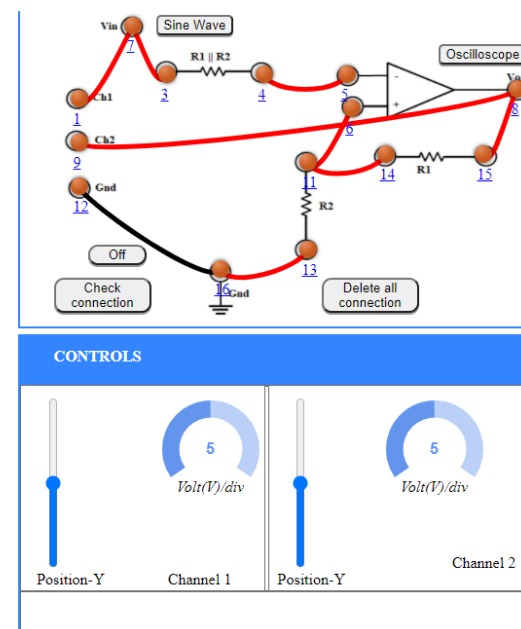 Vin
Sine Wave
7
R1 || R2
Oscilloscope
3
4
5
-
Vo
8
Ch1
1
+
6
Ch2
9
11
14
R1
15
Gnd
12
R2
Off
13
16
Gnd
Check
connection
Delete all
connection
CONTROLS
5
Volt(V)/div
Position-Y
Channel 1
5
Volt(V)/div
Position-Y
Channel 2